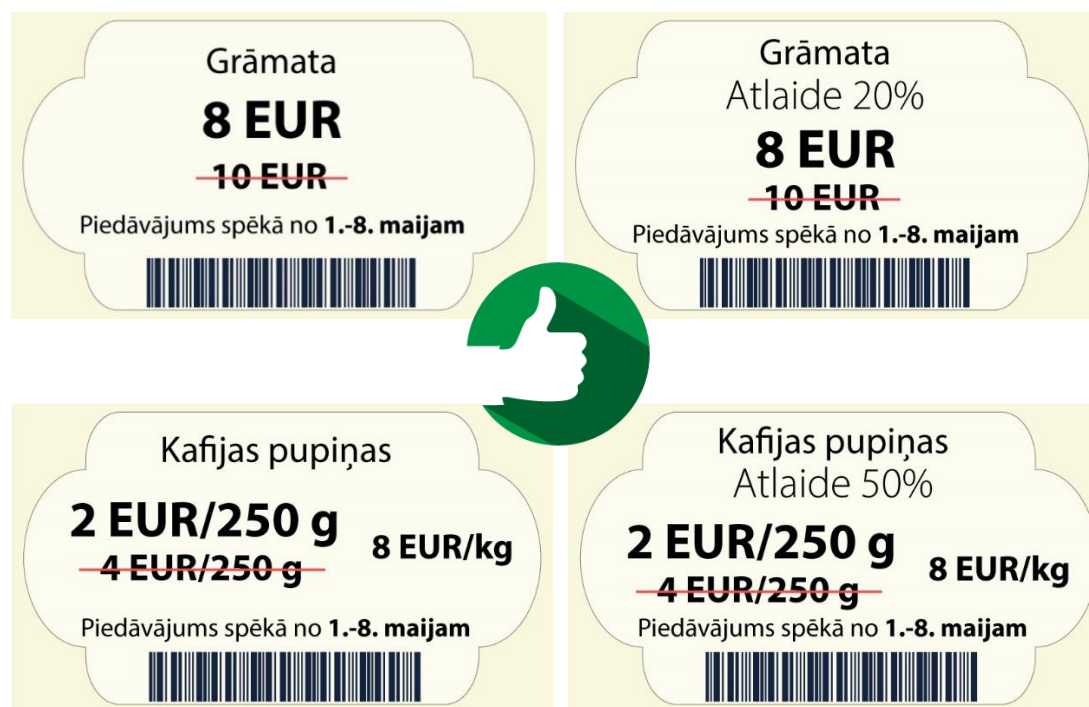 Grāmata
8 EUR
10 EUR
Piedāvājums spēkā no 1.-8. maijam
Grāmata
Atlaide 20%
8 EUR
10 EUR
Piedāvājums spēkā no 1.-8. maijam
Kafijas pupiņas
2 EUR/250 g
4 EUR/250 g
8 EUR/kg
Piedāvājums spēkā no 1.-8. maijam
Kafijas pupiņas
Atlaide 50%
2 EUR/250 g
4 EUR/250 g
8 EUR/kg
Piedāvājums spēkā no 1.-8. maijam